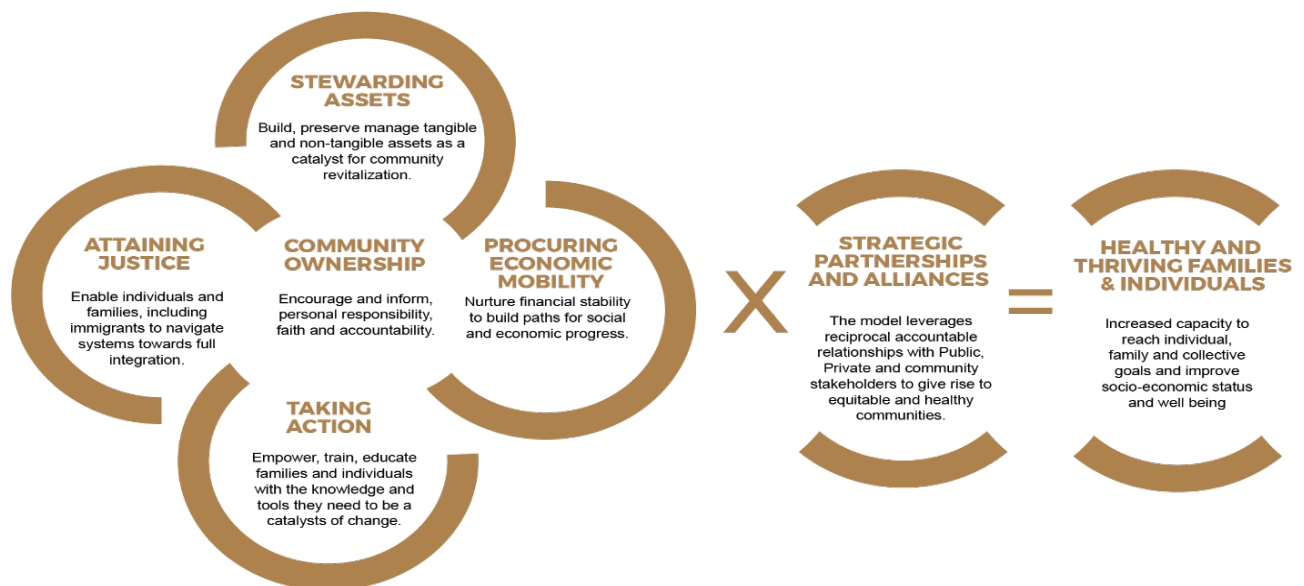 STEWARDING
ASSETS
Build, preserve manage tangible
and non-tangible assets as a
catalyst for community
revitalization.
ATTAINING
JUSTICE
Enable individuals and
families, including
immigrants to navigate
systems towards full
integration.
COMMUNITY
OWNERSHIP
Encourage and inform,
personal responsibility,
faith and accountability.
PROCURING
ECONOMIC
MOBILITY
Nurture financial stability
to build paths for social
and economic progress.
TAKING
ACTION
Empower, train, educate
families and individuals
with the knowledge and
tools they need to be a
catalysts of change.
X
STRATEGIC
PARTNERSHIPS
AND ALLIANCES
The model leverages
reciprocal accountable
relationships with Public,
Private and community
stakeholders to give rise to
equitable and healthy
communities.
=
HEALTHY AND
THRIVING FAMILIES
& INDIVIDUALS
Increased capacity to
reach individual,
family and collective
goals and improve
socio-economic status
and well being